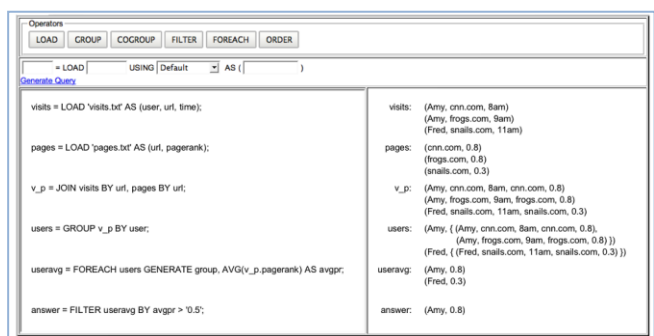 Operators
LOAD GROUP COGROUP FILTER FOREACH ORDER
= LOAD USING Default AS ( )
Generate Query
visits = LOAD 'visits.txt' AS (user, url, time);
visits: (Amy, cnn.com, 8am)
(Amy, frogs.com, 9am)
(Fred, snails.com, 11am)
pages = LOAD 'pages.txt' AS (url, pagerank);
pages: (cnn.com, 0.8)
(frogs.com, 0.8)
(snails.com, 0.3)
v_p = JOIN visits BY url, pages BY url;
v_p: (Amy, cnn.com, 8am, cnn.com, 0.8)
(Amy, frogs.com, 9am, frogs.com, 0.8)
(Fred, snails.com, 11am, snails.com, 0.3)
users = GROUP v_p BY user;
users: (Amy, { (Amy, cnn.com, 8am, cnn.com, 0.8),
(Amy, frogs.com, 9am, frogs.com, 0.8) })
(Fred, { (Fred, snails.com, 11am, snails.com, 0.3) })
useravg = FOREACH users GENERATE group, AVG(v_p.pagerank) AS avgpr;
useravg: (Amy, 0.8)
(Fred, 0.3)
answer = FILTER useravg BY avgpr > '0.5';
answer: (Amy, 0.8)